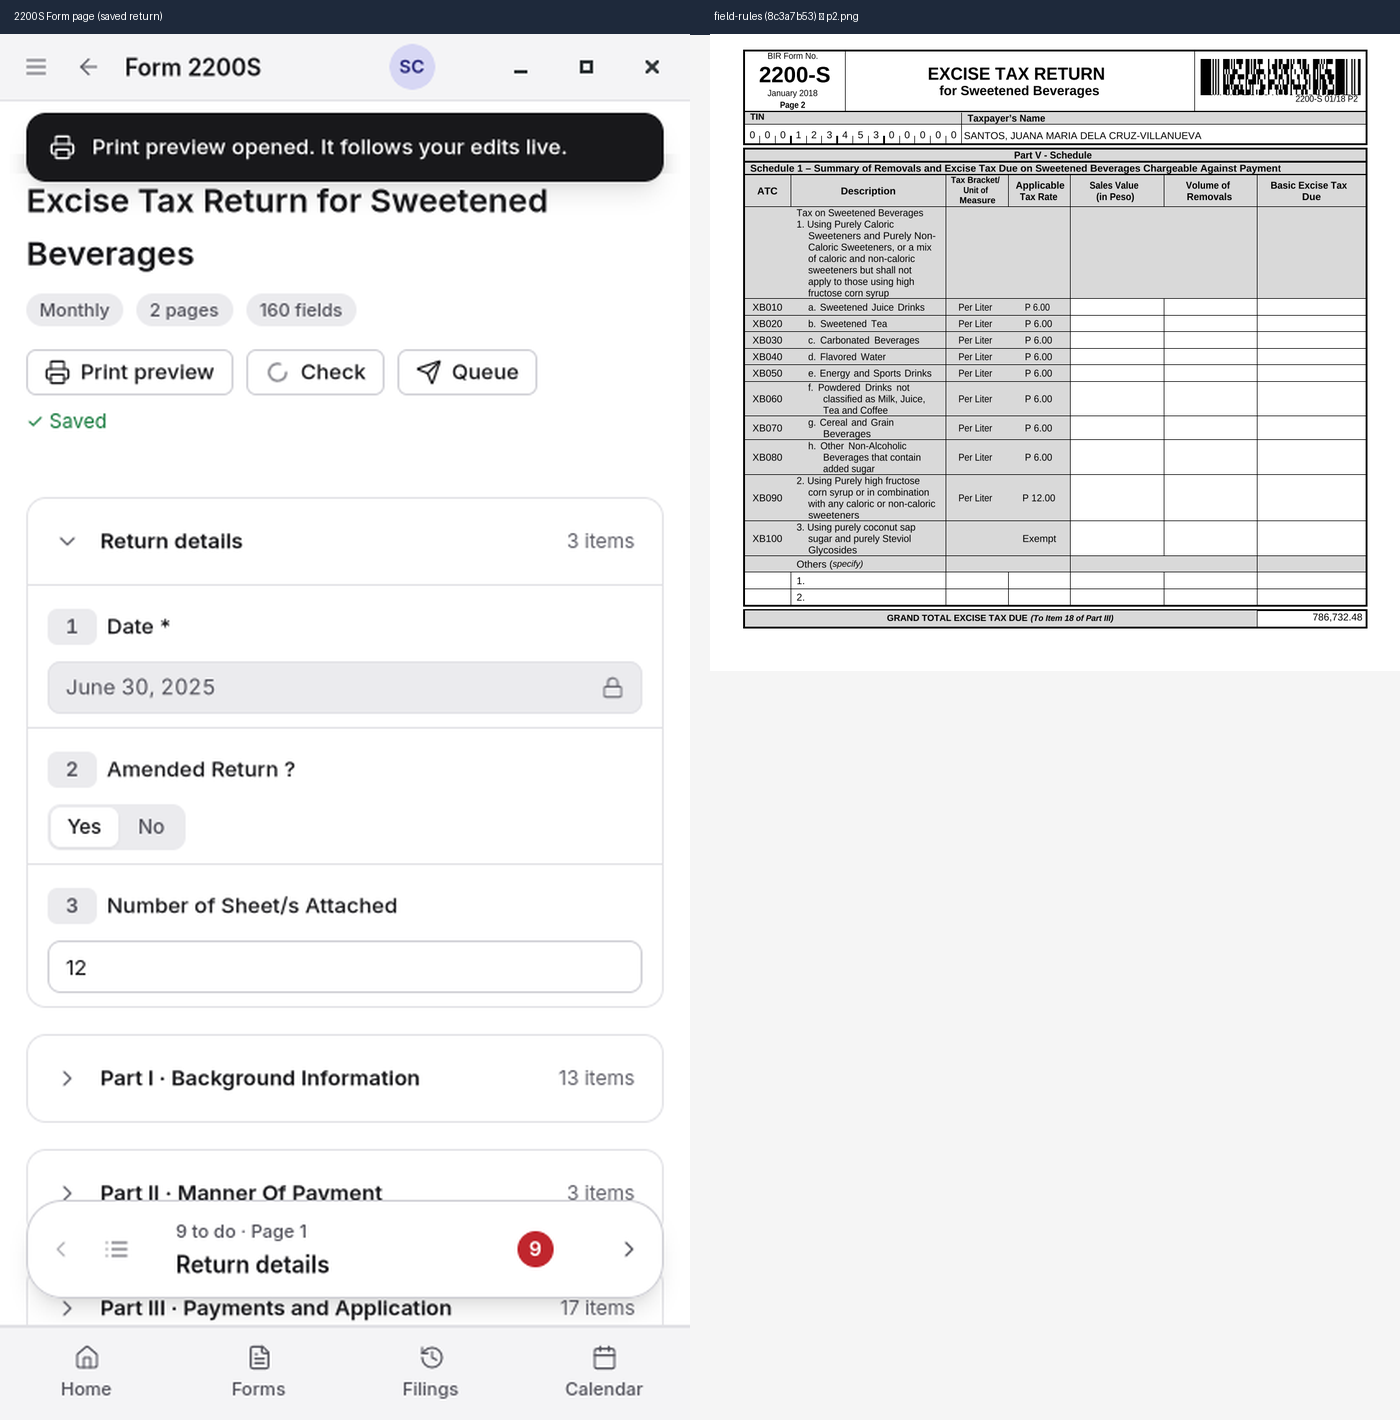 2200S Form page (saved return)
Form 2200S
SC
Print preview opened. It follows your edits live.
Excise Tax Return for Sweetened
Beverages
Monthly
2 pages
160 fields
Print preview
Check
Queue
Saved
Return details
3 items
1 Date *
June 30, 2025
2 Amended Return ?
Yes No
3 Number of Sheet/s Attached
12
Part I · Background Information
13 items
Part II · Manner Of Payment
3 items
9 to do · Page 1
Return details
9
Part III · Payments and Application
17 items
Home
Forms
Filings
Calendar
field-rules (8c3a7b53) p2.png
BIR Form No.
2200-S
January 2018
Page 2
EXCISE TAX RETURN
for Sweetened Beverages
2200-S 01/18 P2
TIN
Taxpayer's Name
0 0 0 1 2 3 4 5 3 0 0 0 0 0
SANTOS, JUANA MARIA DELA CRUZ-VILLANUEVA
Part V - Schedule
Schedule 1 – Summary of Removals and Excise Tax Due on Sweetened Beverages Chargeable Against Payment
ATC
Description
Tax Bracket/
Unit of
Measure
Applicable
Tax Rate
Sales Value
(in Peso)
Volume of
Removals
Basic Excise Tax
Due
Tax on Sweetened Beverages
1. Using Purely Caloric
Sweeteners and Purely Non-
Caloric Sweeteners, or a mix
of caloric and non-caloric
sweeteners but shall not
apply to those using high
fructose corn syrup
XB010 a. Sweetened Juice Drinks Per Liter P 6.00
XB020 b. Sweetened Tea Per Liter P 6.00
XB030 c. Carbonated Beverages Per Liter P 6.00
XB040 d. Flavored Water Per Liter P 6.00
XB050 e. Energy and Sports Drinks Per Liter P 6.00
f. Powdered Drinks not
XB060 classified as Milk, Juice, Per Liter P 6.00
Tea and Coffee
XB070 g. Cereal and Grain Per Liter P 6.00
Beverages
h. Other Non-Alcoholic
XB080 Beverages that contain Per Liter P 6.00
added sugar
2. Using Purely high fructose
corn syrup or in combination
XB090 with any caloric or non-caloric Per Liter P 12.00
sweeteners
3. Using purely coconut sap
XB100 sugar and purely Steviol Exempt
Glycosides
Others (specify)
1.
2.
GRAND TOTAL EXCISE TAX DUE (To Item 18 of Part III)
786,732.48